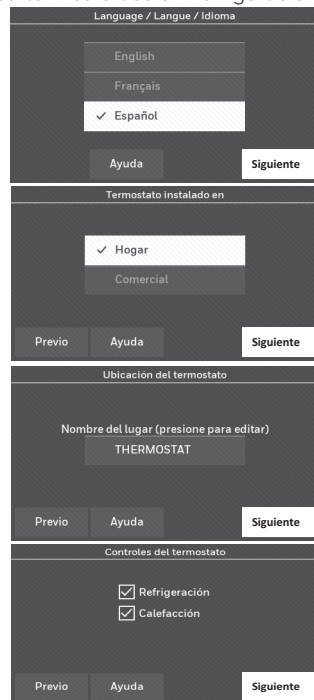 Language / Langue / Idioma
English
Français
Español
Ayuda Siguiente
Termostato instalado en
Hogar
Comercial
Previo Ayuda Siguiente
Ubicación del termostato
Nombre del lugar (presione para editar)
THERMOSTAT
Previo Ayuda Siguiente
Controles del termostato
Refrigeración
Calefacción
Previo Ayuda Siguiente